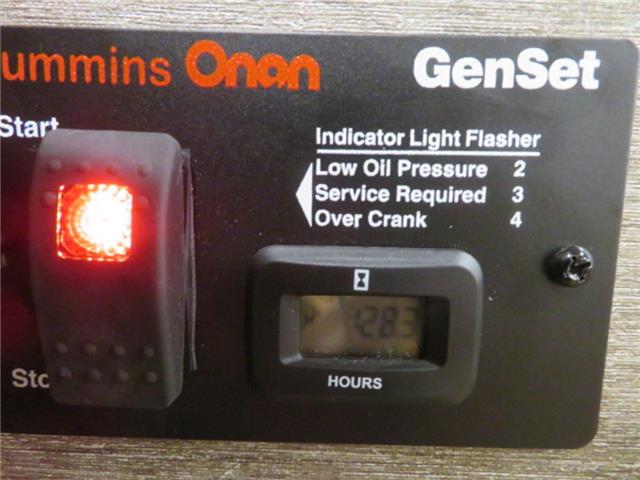 ummins Onan GenSet
Start
Indicator Light Flasher
Low Oil Pressure 2
Service Required 3
Over Crank 4
128.3
HOURS
Sto